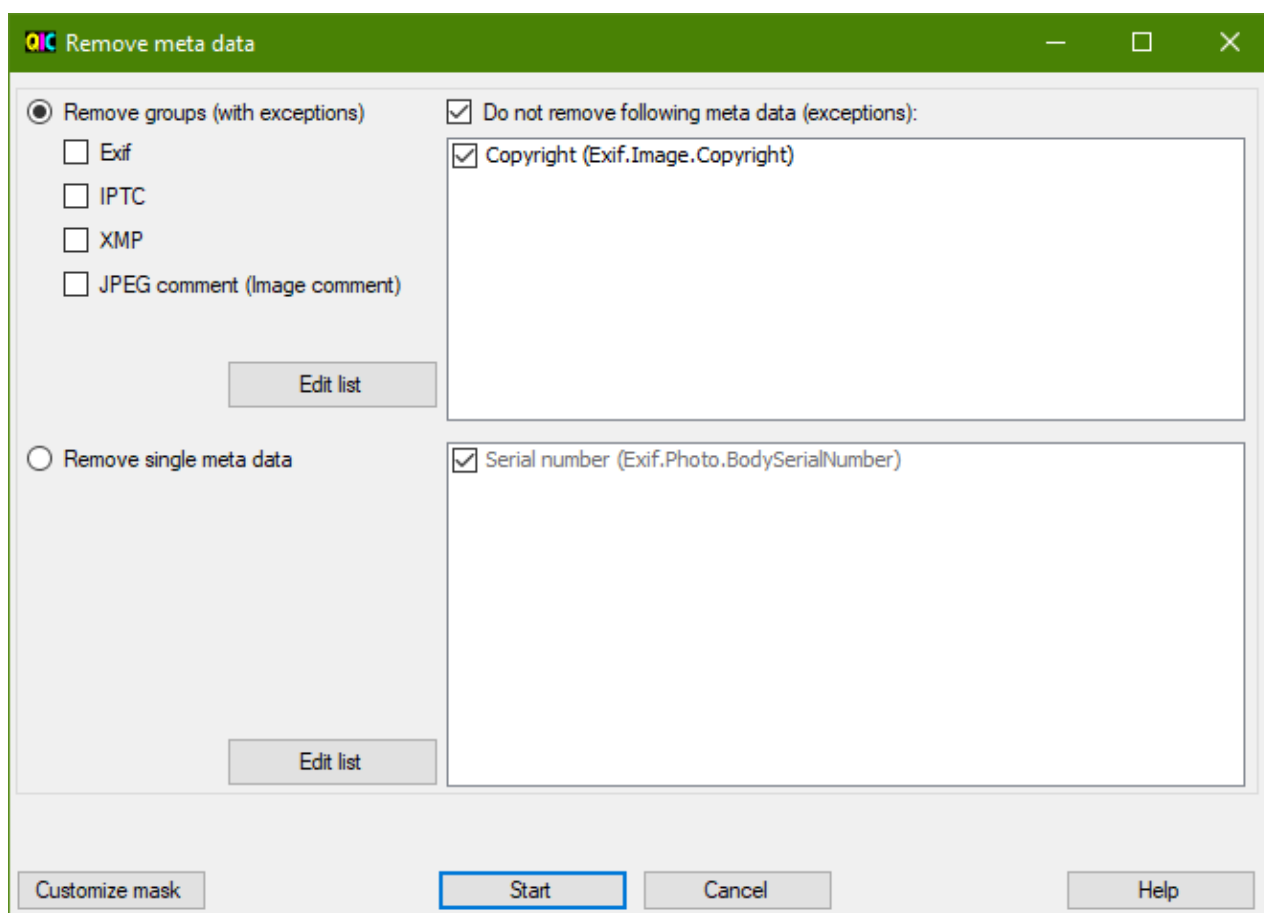 QIC Remove meta data
Remove groups (with exceptions)
Exif
IPTC
XMP
JPEG comment (Image comment)
Edit list
Do not remove following meta data (exceptions):
Copyright (Exif.Image.Copyright)
Remove single meta data
Serial number (Exif.Photo.BodySerialNumber)
Edit list
Customize mask
Start
Cancel
Help